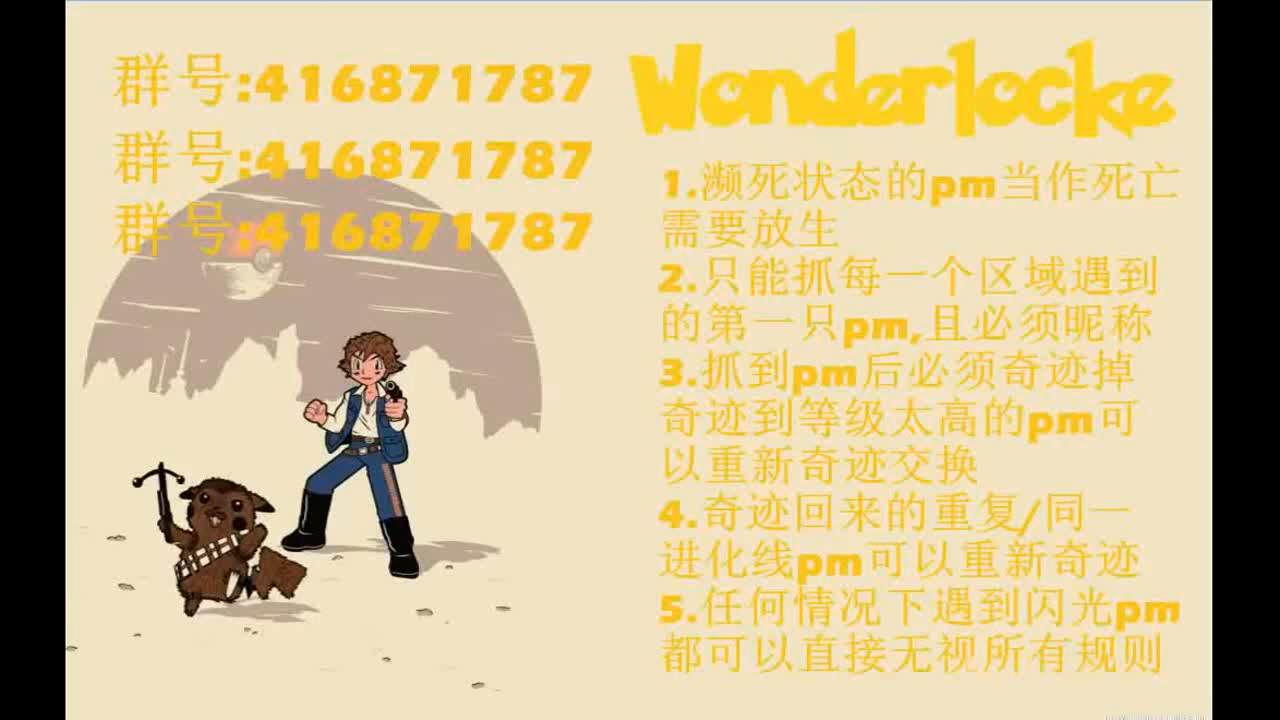 群号:416871787
群号:416871787
群号:416871787
Wonderlocke
1.濒死状态的pm当作死亡
需要放生
2.只能抓每一个区域遇到
的第一只pm,且必须昵称
3.抓到pm后必须奇迹掉
奇迹到等级太高的pm可
以重新奇迹交换
4.奇迹回来的重复/同一
进化线pm可以重新奇迹
5.任何情况下遇到闪光pm
都可以直接无视所有规则